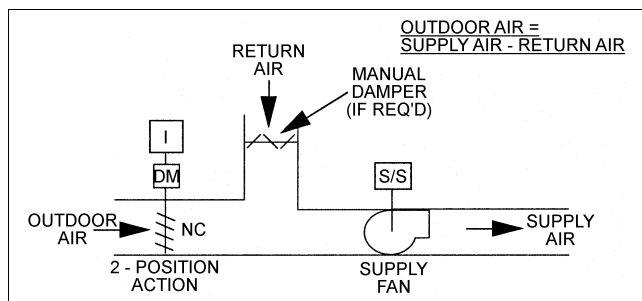 OUTDOOR AIR =
SUPPLY AIR - RETURN AIR
RETURN
AIR
MANUAL
DAMPER
(IF REQ'D)
I
DM
S/S
OUTDOOR
AIR
NC
SUPPLY
AIR
2 - POSITION
ACTION
SUPPLY
FAN